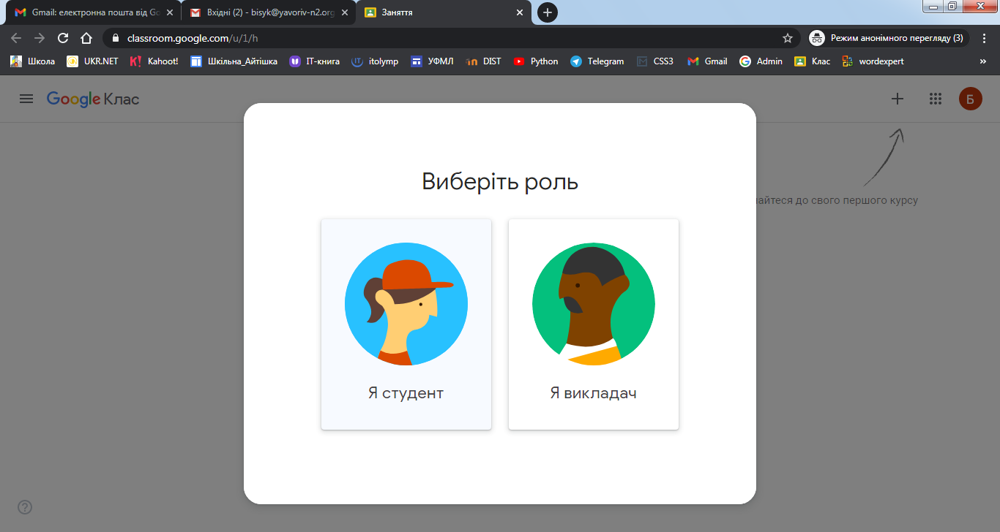 Gmail: електронна пошта від Go
Вхідні (2) - bisyk@yavoriv-n2.org
Заняття
classroom.google.com/u/1/h
Режим анонімного перегляду (3)
Школа
UKR.NET
Kahoot!
Шкільна_Айтішка
ІТ-книга
itolymp
УФМЛ
DIST
Python
Telegram
CSS3
Gmail
Admin
Клас
wordexpert
»
Google Клас
Б
Виберіть роль
айтеся до свого першого курсу
Я студент
Я викладач